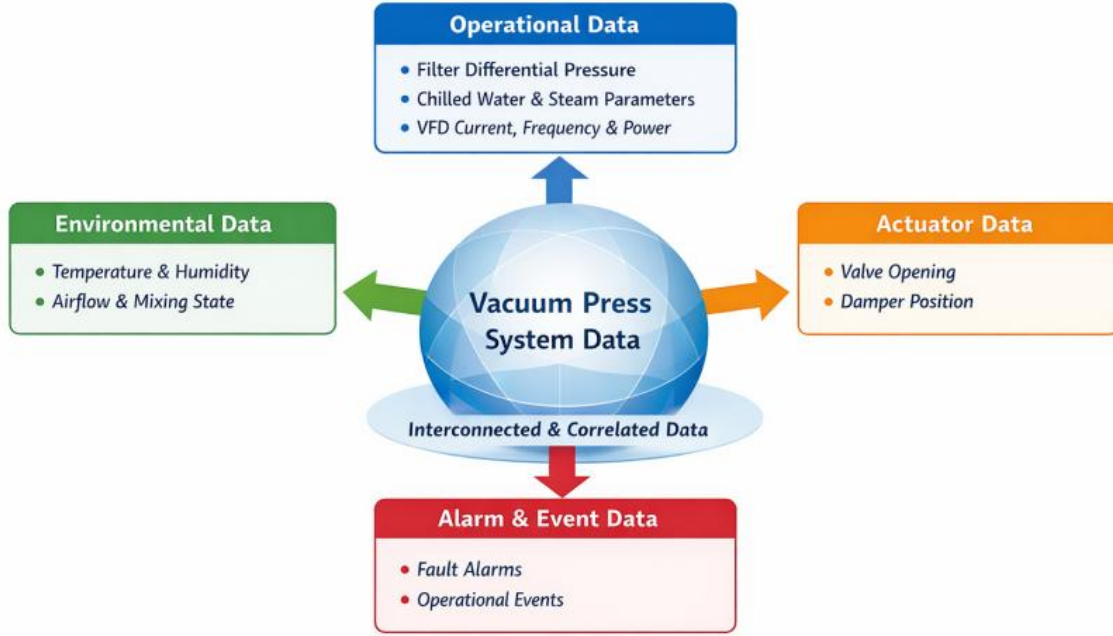 Operational Data
• Filter Differential Pressure
• Chilled Water & Steam Parameters
• VFD Current, Frequency & Power
Environmental Data
• Temperature & Humidity
• Airflow & Mixing State
Vacuum Press
System Data
Interconnected & Correlated Data
Actuator Data
• Valve Opening
• Damper Position
Alarm & Event Data
• Fault Alarms
• Operational Events